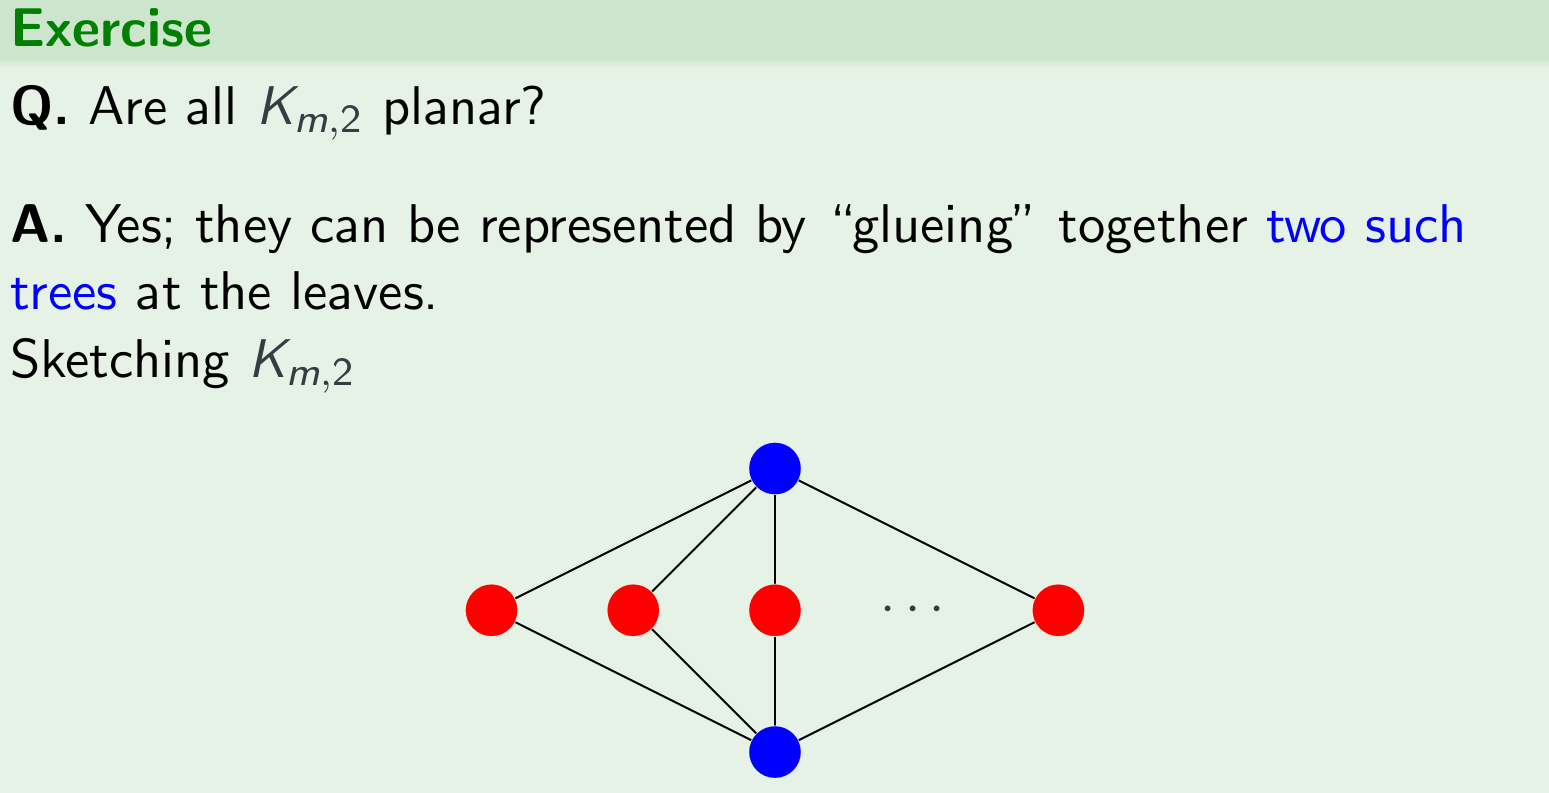 Exercise
Q. Are all K_{m,2} planar?
A. Yes; they can be represented by “glueing” together two such
trees at the leaves.
Sketching K_{m,2}
· · ·